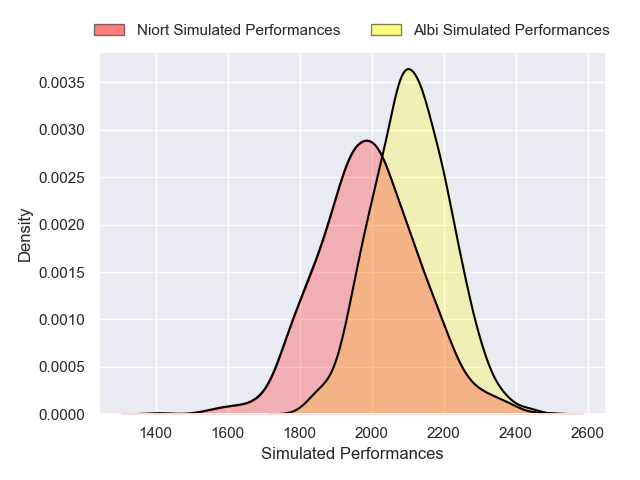 Niort Simulated Performances Albi Simulated Performances
0.0035
0.0030
0.0025
0.0020
0.0015
0.0010
0.0005
0.0000
Density
1400 1600 1800 2000 2200 2400 2600
Simulated Performances